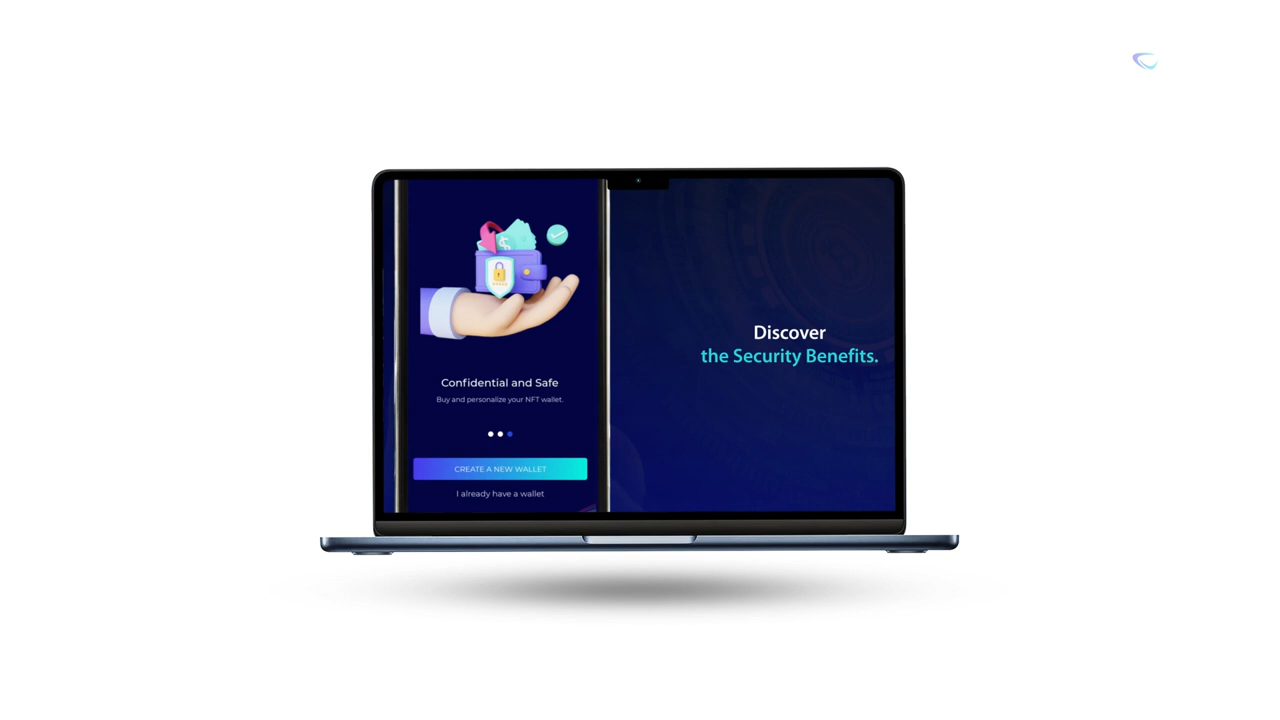 Confidential and Safe
Buy and personalize your NFT wallet.
CREATE A NEW WALLET
I already have a wallet
Discover
the Security Benefits.